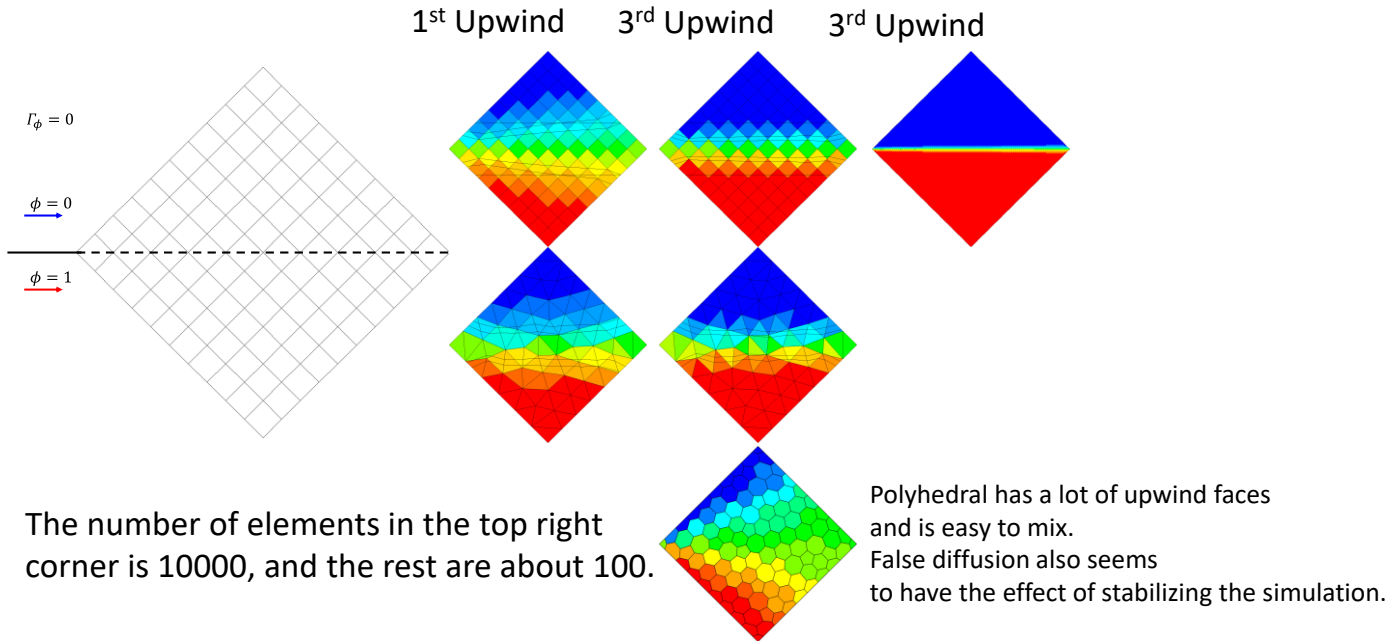 1st Upwind
3rd Upwind
3rd Upwind
Γϕ = 0
ϕ = 0
ϕ = 1
The number of elements in the top right
corner is 10000, and the rest are about 100.
Polyhedral has a lot of upwind faces
and is easy to mix.
False diffusion also seems
to have the effect of stabilizing the simulation.